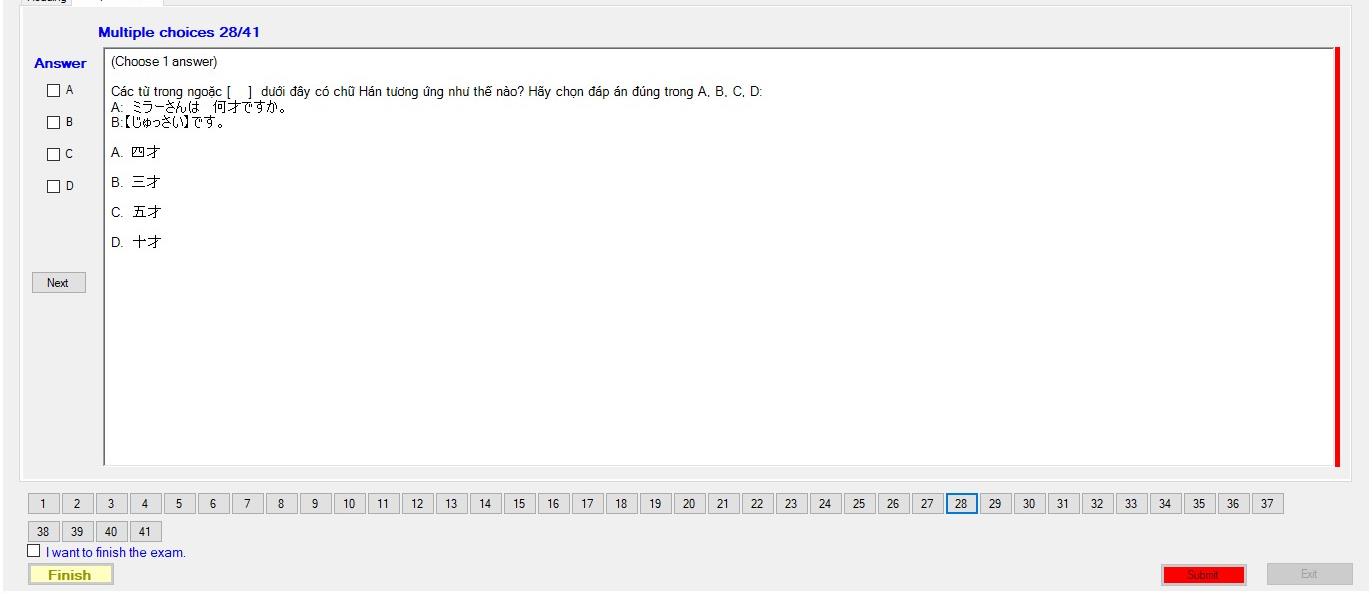 Multiple choices 28/41
Answer
(Choose 1 answer)
A
Các từ trong ngoặc [ ] dưới đây có chữ Hán tương ứng như thế nào? Hãy chọn đáp án đúng trong A, B, C, D:
A: ミラーさんは 何才ですか。
B:【じゅっさい】です。
B
C
A. 四才
D
B. 三才
C. 五才
D. 十才
Next
1 2 3 4 5 6 7 8 9 10 11 12 13 14 15 16 17 18 19 20 21 22 23 24 25 26 27 28 29 30 31 32 33 34 35 36 37
38 39 40 41
I want to finish the exam.
Finish
Submit
Exit